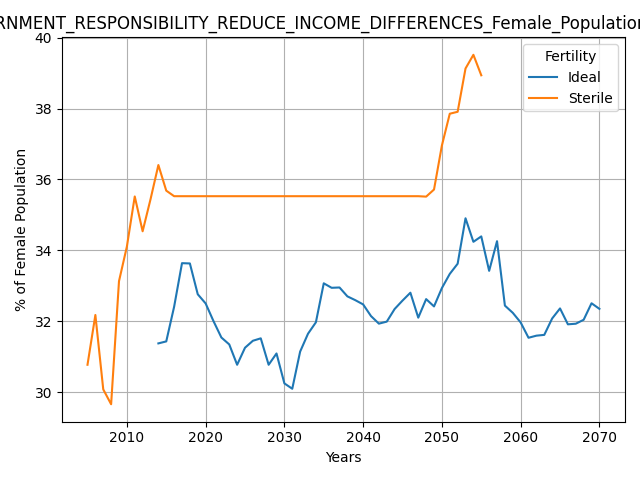 RNMENT_RESPONSIBILITY_REDUCE_INCOME_DIFFERENCES_Female_Population
Fertility
Ideal
Sterile
% of Female Population
40
38
36
34
32
30
2010 2020 2030 2040 2050 2060 2070
Years